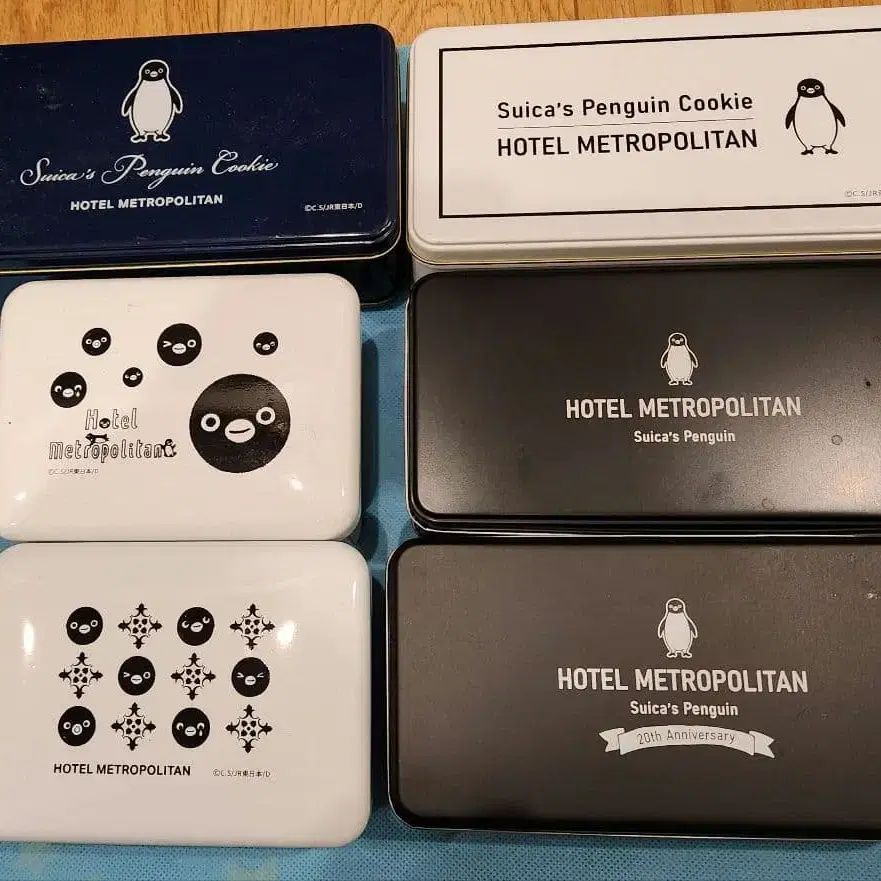 Suica's Penguin Cookie
HOTEL METROPOLITAN
©C.S/JR東日本/D
Suica's Penguin Cookie
HOTEL METROPOLITAN
©C.S/JR
Hotel
Metropolitan
©C.S/JR東日本/D
HOTEL METROPOLITAN
Suica's Penguin
HOTEL METROPOLITAN
©C.S/JR東日本/D
HOTEL METROPOLITAN
Suica's Penguin
20th Anniversary